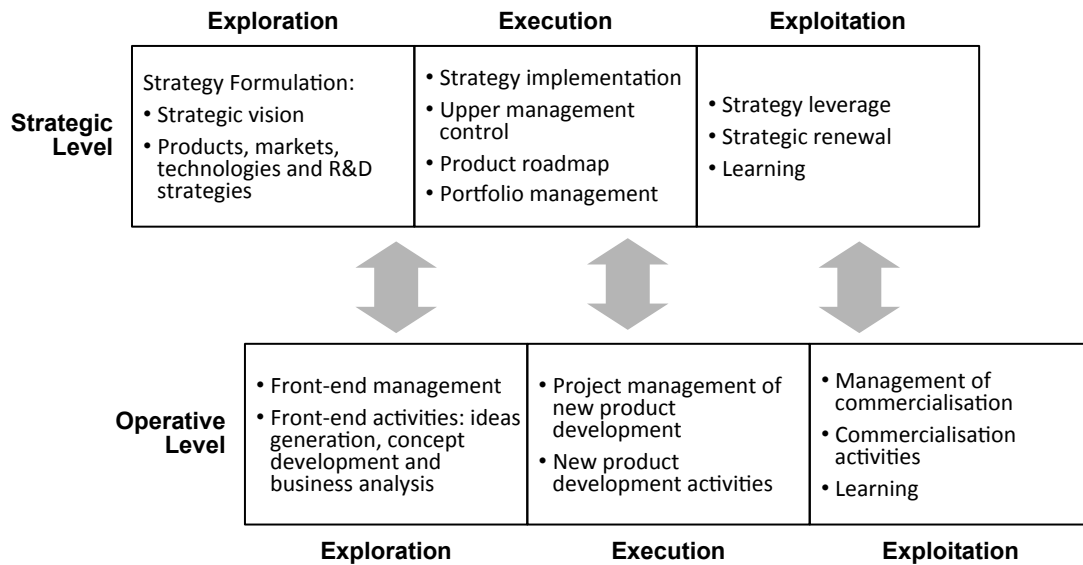 Exploration
Execution
Exploitation
Strategic
Level
Strategy Formulation:
• Strategic vision
• Products, markets,
technologies and R&D
strategies
• Strategy implementation
• Upper management
control
• Product roadmap
• Portfolio management
• Strategy leverage
• Strategic renewal
• Learning
Operative
Level
• Front-end management
• Front-end activities: ideas
generation, concept
development and
business analysis
• Project management of
new product
development
• New product
development activities
• Management of
commercialisation
• Commercialisation
activities
• Learning
Exploration
Execution
Exploitation